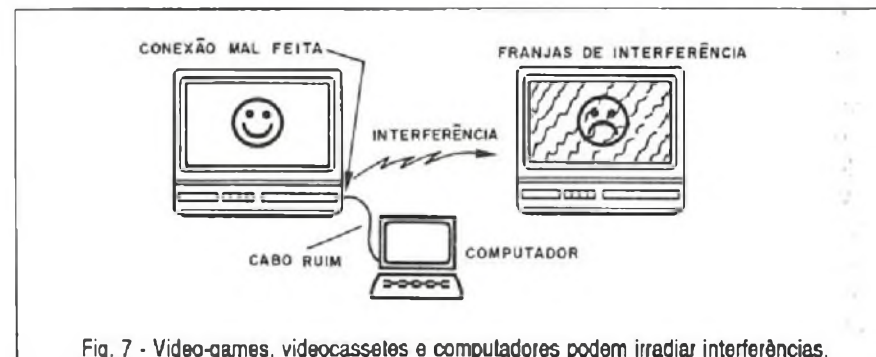 CONEXÃO MAL FEITA
FRANJAS DE INTERFERÊNCIA
INTERFERÊNCIA
CABO RUIM
COMPUTADOR
Fig. 7 - Video-games, videocassetes e computadores podem irradiar interferências.